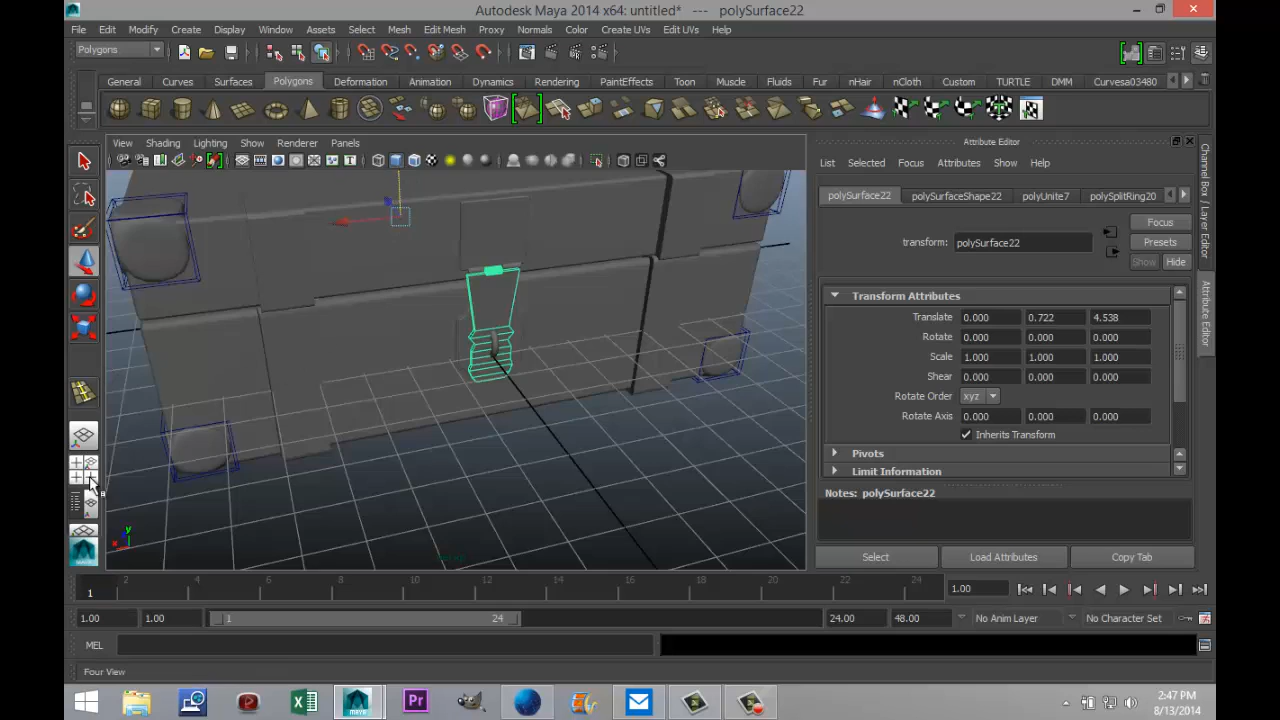 Autodesk Maya 2014 x64: untitled* --- polySurface22
File Edit Modify Create Display Window Assets Select Mesh Edit Mesh Proxy Normals Color Create UVs Edit UVs Help
Polygons
General Curves Surfaces Polygons Deformation Animation Dynamics Rendering PaintEffects Toon Muscle Fluids Fur nHair nCloth Custom TURTLE DMM Curvesa03480
View Shading Lighting Show Renderer Panels
Attribute Editor
List Selected Focus Attributes Show Help
polySurface22 polySurfaceShape22 polyUnite7 polySplitRing20
Focus
transform: polySurface22
Presets
Show Hide
Transform Attributes
Translate 0.000 0.722 4.538
Rotate 0.000 0.000 0.000
Scale 1.000 1.000 1.000
Shear 0.000 0.000 0.000
Rotate Order xyz
Rotate Axis 0.000 0.000 0.000
Inherits Transform
Pivots
Limit Information
Notes: polySurface22
Select Load Attributes Copy Tab
Channel Box / Layer Editor
Attribute Editor
y
x
persp
2 4 6 8 10 12 14 16 18 20 22 24
1
1.00
1.00 1.00 1 24 24.00 48.00 No Anim Layer No Character Set
MEL
Four View
2:47 PM
8/13/2014